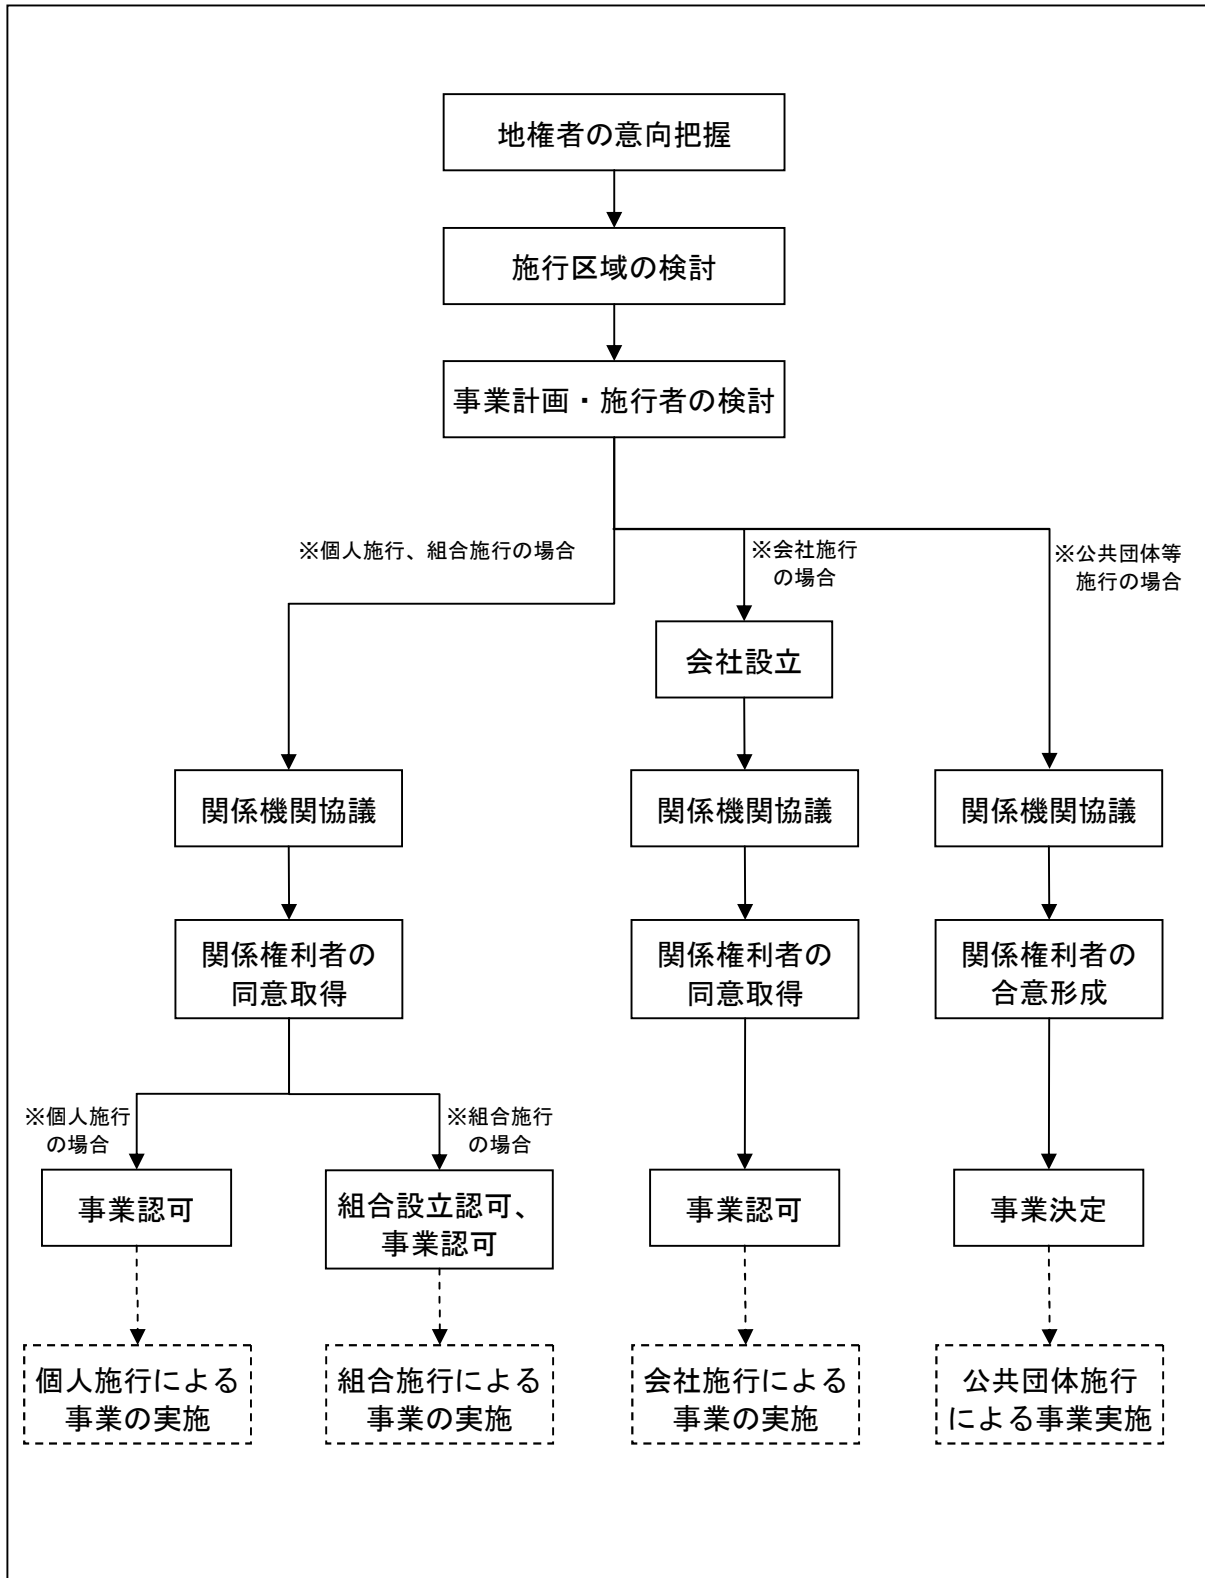 地権者の意向把握
施行区域の検討
事業計画・施行者の検討
※個人施行、組合施行の場合
※会社施行
の場合
※公共団体等
施行の場合
会社設立
関係機関協議
関係機関協議
関係機関協議
関係権利者の
同意取得
関係権利者の
同意取得
関係権利者の
合意形成
※個人施行
の場合
※組合施行
の場合
事業認可
組合設立認可、
事業認可
事業認可
事業決定
個人施行による
事業の実施
組合施行による
事業の実施
会社施行による
事業の実施
公共団体施行
による事業実施